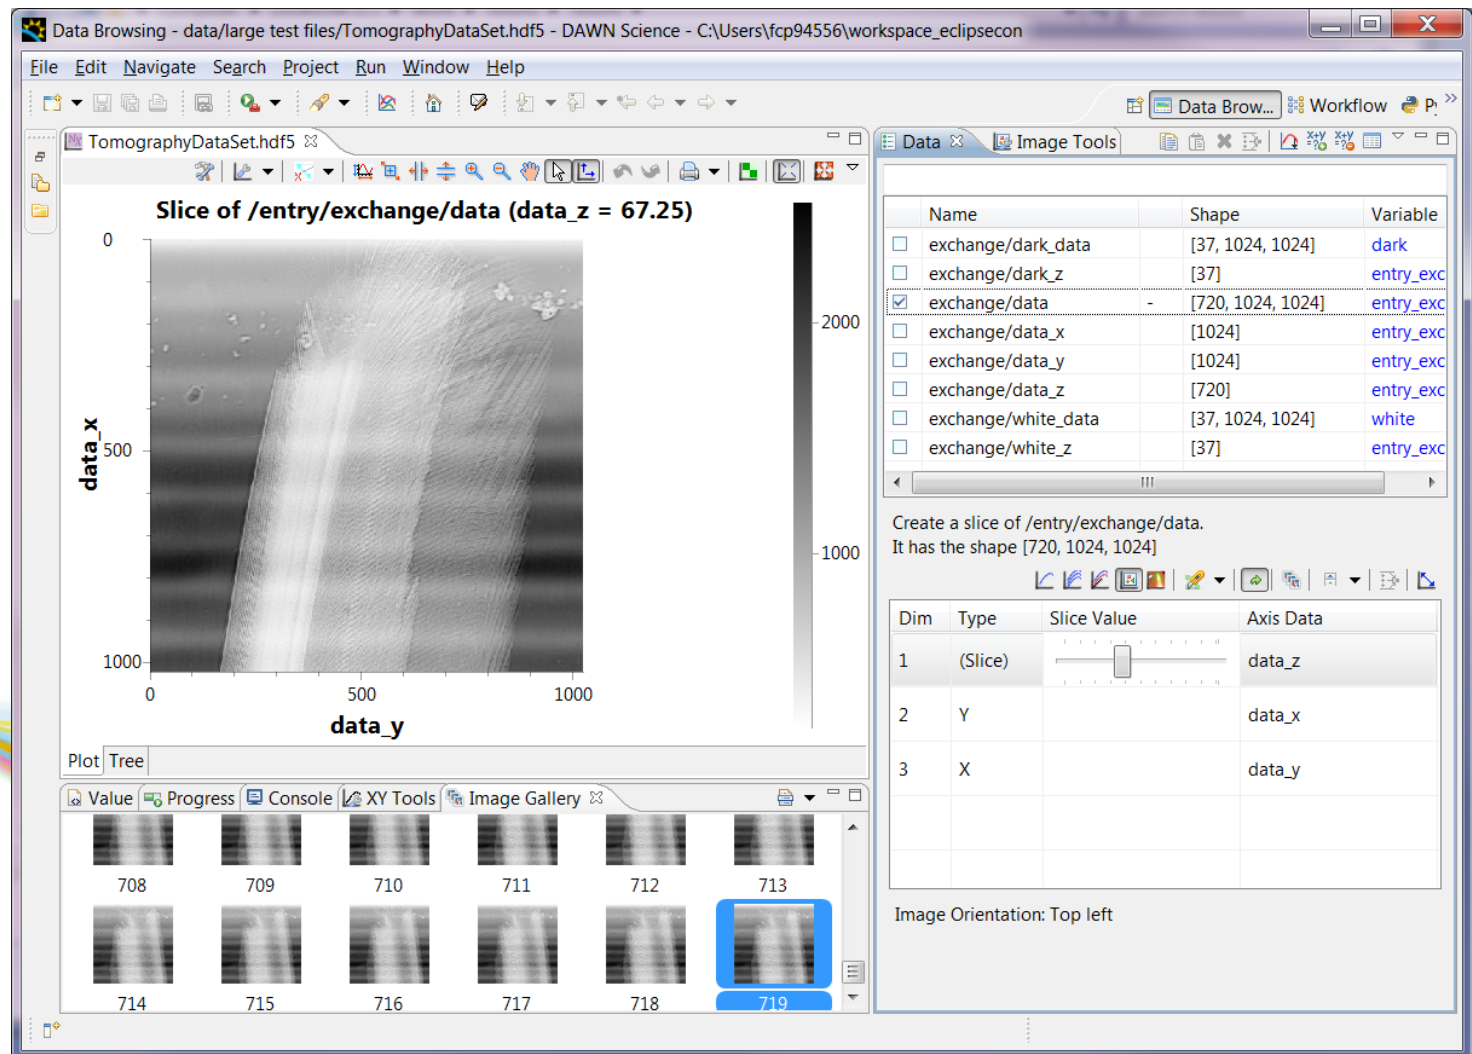 Data Browsing - data/large test files/TomographyDataSet.hdf5 - DAWN Science - C:\Users\fcp94556\workspace_eclipsecon
File Edit Navigate Search Project Run Window Help
Data Brow... Workflow
TomographyDataSet.hdf5
Slice of /entry/exchange/data (data_z = 67.25)
0
500
1000
data_x
0 500 1000
data_y
2000
1000
Plot Tree
Value Progress Console XY Tools Image Gallery
708 709 710 711 712 713
714 715 716 717 718 719
Data Image Tools
Name Shape Variable
exchange/dark_data [37, 1024, 1024] dark
exchange/dark_z [37] entry_exc
exchange/data - [720, 1024, 1024] entry_exc
exchange/data_x [1024] entry_exc
exchange/data_y [1024] entry_exc
exchange/data_z [720] entry_exc
exchange/white_data [37, 1024, 1024] white
exchange/white_z [37] entry_exc
Create a slice of /entry/exchange/data.
It has the shape [720, 1024, 1024]
Dim Type Slice Value Axis Data
1 (Slice) data_z
2 Y data_x
3 X data_y
Image Orientation: Top left